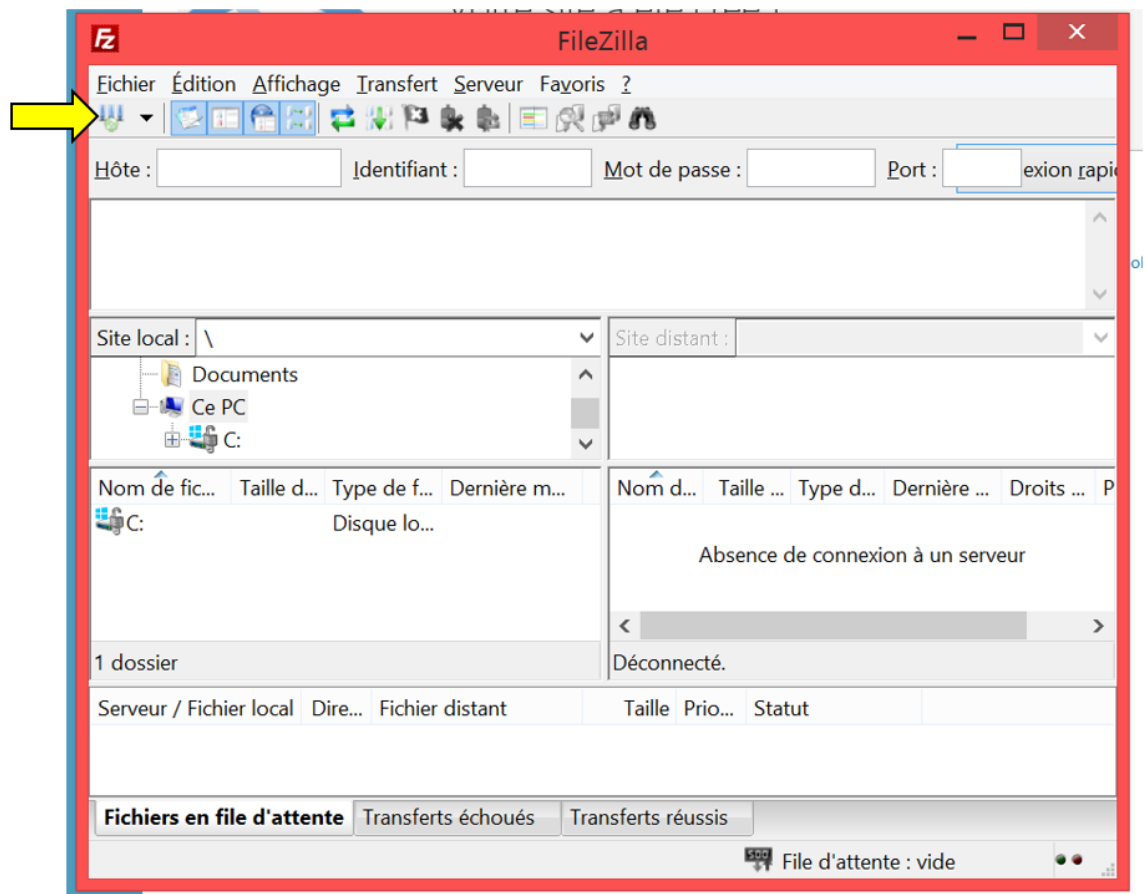 FileZilla
Fichier Édition Affichage Transfert Serveur Favoris ?
Hôte : Identifiant : Mot de passe : Port : exion rapid
Site local : \ Site distant :
Documents
Ce PC
C:
Nom de fic... Taille d... Type de f... Dernière m... Nom d... Taille ... Type d... Dernière ... Droits ... P
C: Disque lo...
Absence de connexion à un serveur
1 dossier Déconnecté.
Serveur / Fichier local Dire... Fichier distant Taille Prio... Statut
Fichiers en file d'attente Transferts échoués Transferts réussis
File d'attente : vide